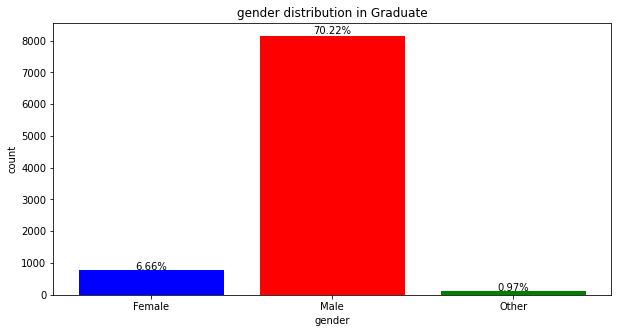 gender distribution in Graduate
8000
7000
6000
5000
4000
3000
2000
1000
0
count
6.66%
70.22%
0.97%
Female
Male
Other
gender